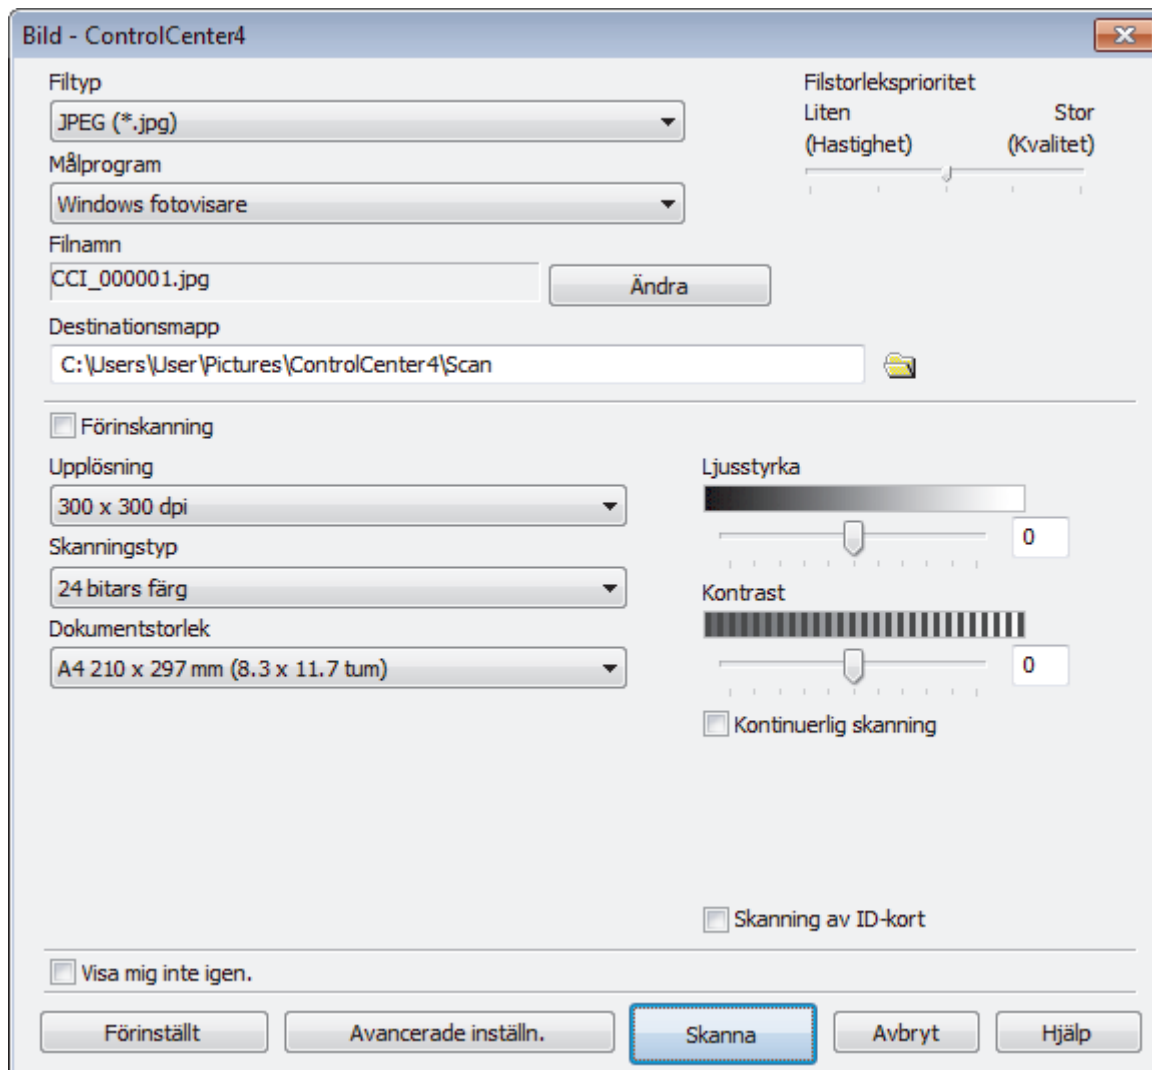 Bild - ControlCenter4
Filtyp
JPEG (*.jpg)
Målprogram
Windows fotovisare
Filnamn
CCI_000001.jpg
Ändra
Destinationsmapp
C:\Users\User\Pictures\ControlCenter4\Scan
Filstorleksprioritet
Liten Stor
(Hastighet) (Kvalitet)
Förinskanning
Upplösning
300 x 300 dpi
Skanningstyp
24 bitars färg
Dokumentstorlek
A4 210 x 297 mm (8.3 x 11.7 tum)
Ljusstyrka
0
Kontrast
0
Kontinuerlig skanning
Skanning av ID-kort
Visa mig inte igen.
Förinställt Avancerade inställn. Skanna Avbryt Hjälp